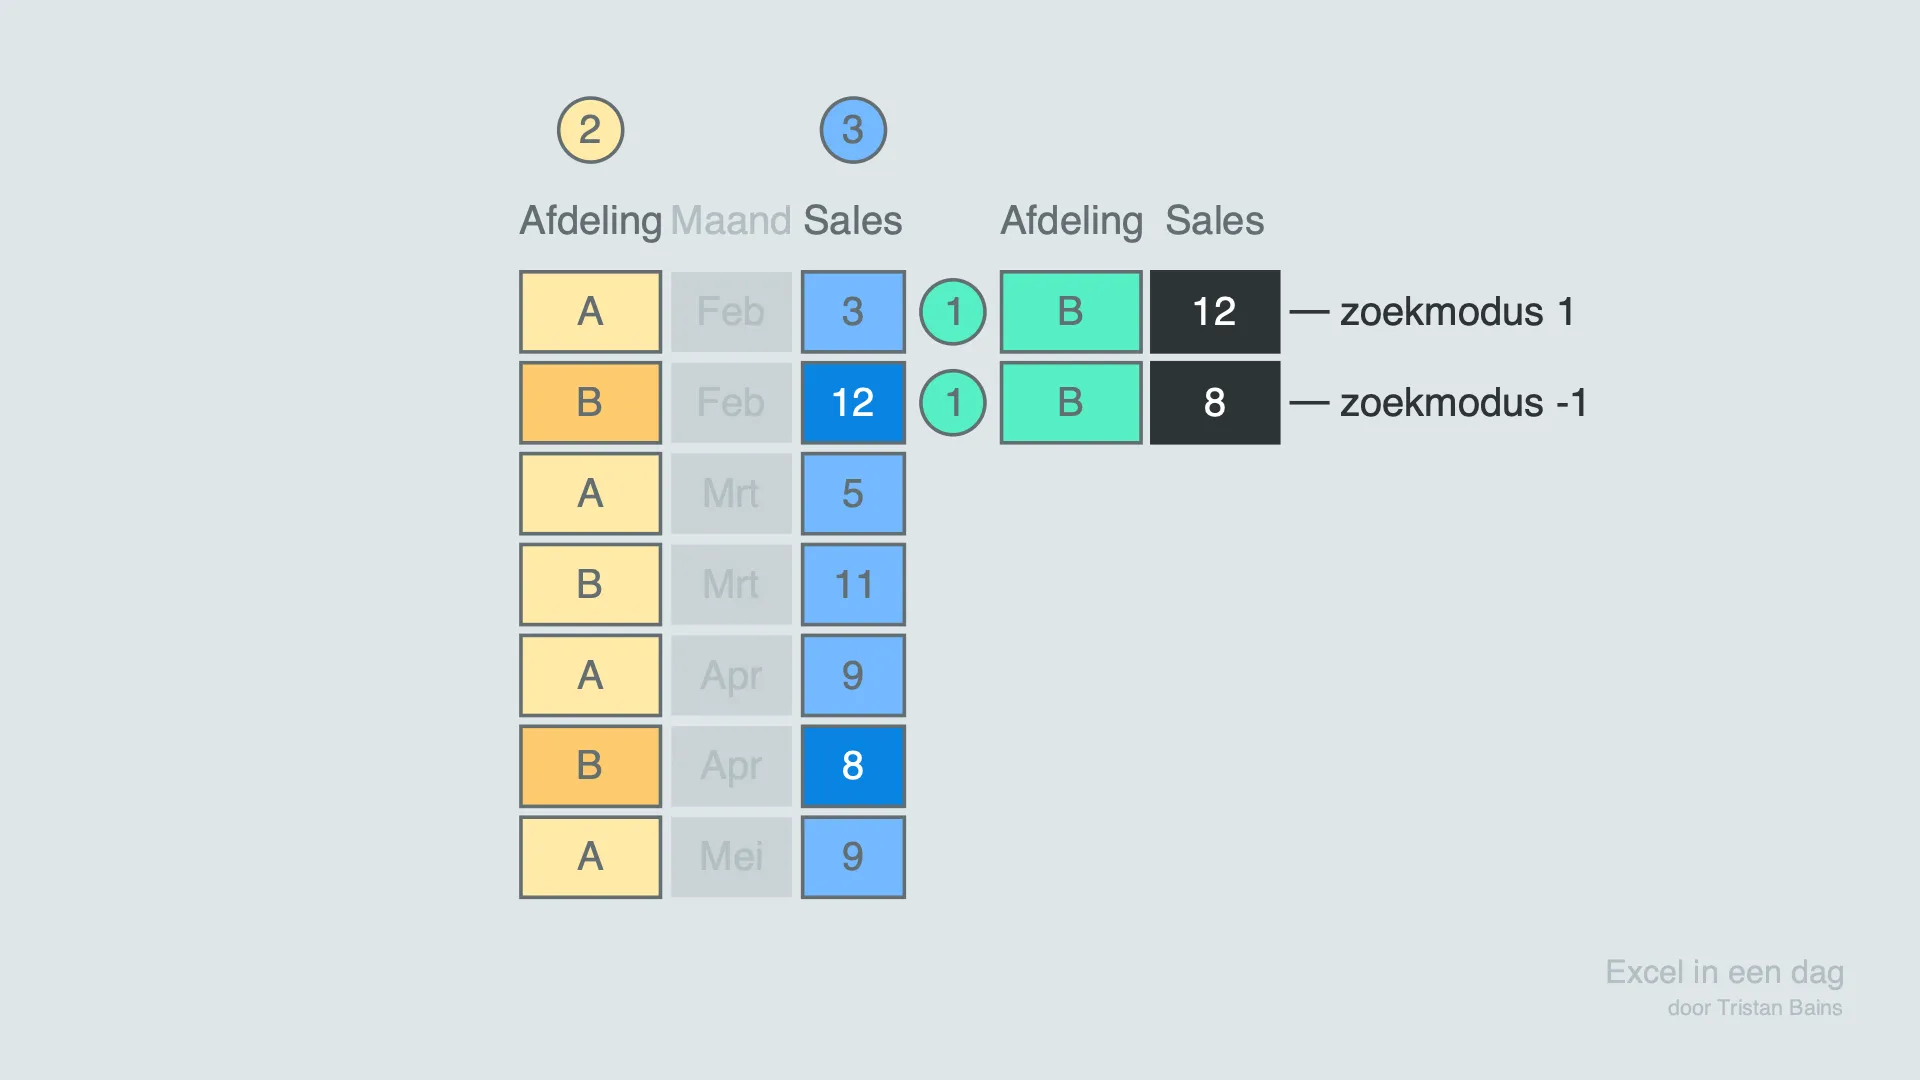 2 3
Afdeling Maand Sales Afdeling Sales
A Feb 3 1 B 12 — zoekmodus 1
B Feb 12 1 B 8 — zoekmodus -1
A Mrt 5
B Mrt 11
A Apr 9
B Apr 8
A Mei 9
Excel in een dag
door Tristan Bains